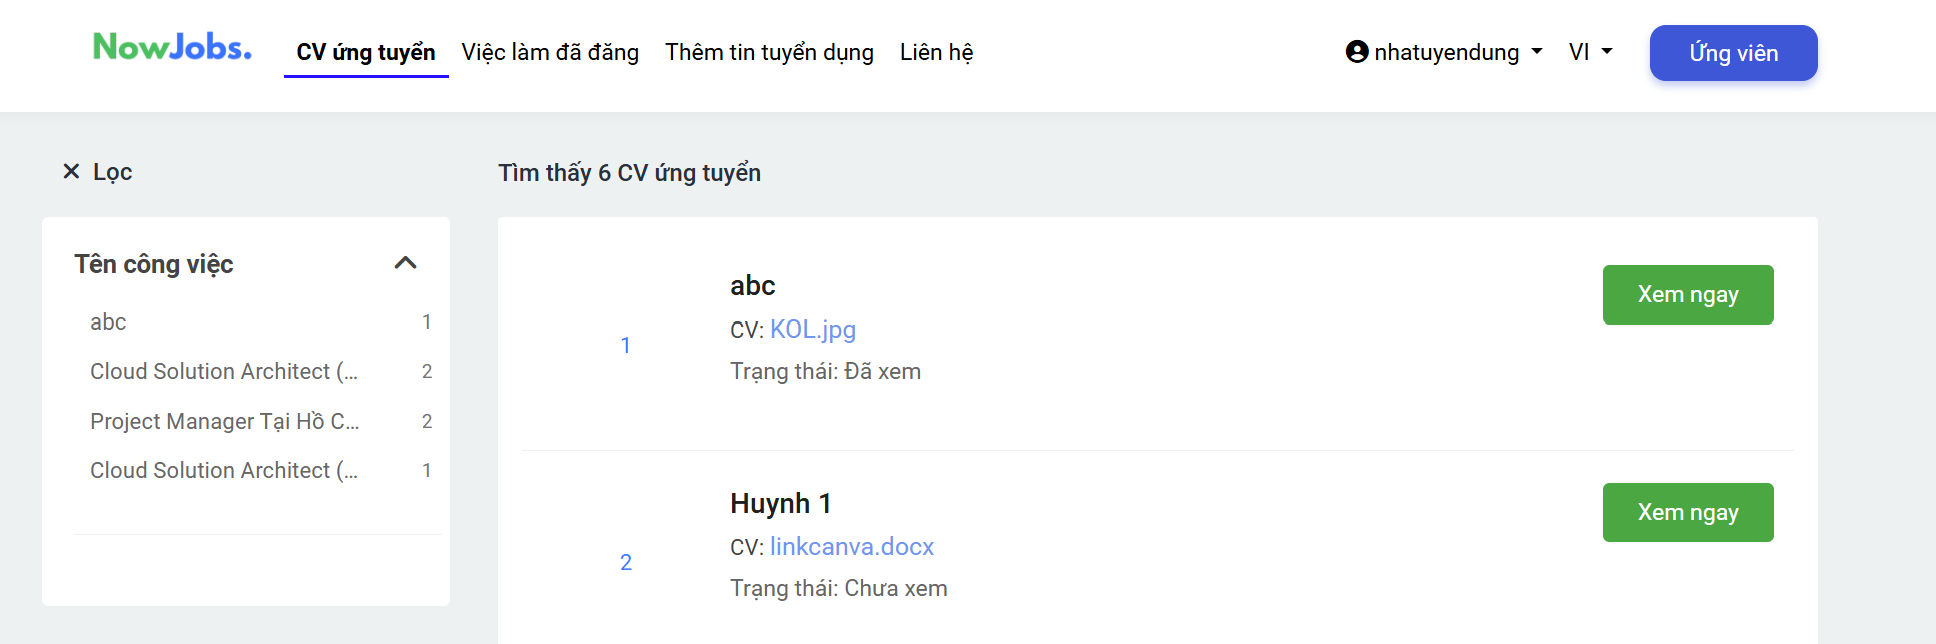 NowJobs.
CV ứng tuyển Việc làm đã đăng Thêm tin tuyển dụng Liên hệ
nhatuyendung VI Ứng viên
Lọc
Tên công việc
abc 1
Cloud Solution Architect (... 2
Project Manager Tại Hồ C... 2
Cloud Solution Architect (... 1
Tìm thấy 6 CV ứng tuyển
1
abc
CV: KOL.jpg
Trạng thái: Đã xem
Xem ngay
2
Huynh 1
CV: linkcanva.docx
Trạng thái: Chưa xem
Xem ngay